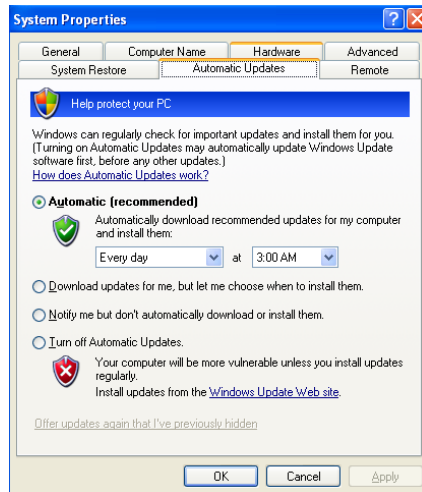 System Properties
General Computer Name Hardware Advanced
System Restore Automatic Updates Remote
Help protect your PC
Windows can regularly check for important updates and install them for you.
(Turning on Automatic Updates may automatically update Windows Update
software first, before any other updates.)
How does Automatic Updates work?
Automatic (recommended)
Automatically download recommended updates for my computer
and install them:
Every day at 3:00 AM
Download updates for me, but let me choose when to install them.
Notify me but don't automatically download or install them.
Turn off Automatic Updates.
Your computer will be more vulnerable unless you install updates
regularly.
Install updates from the Windows Update Web site.
Offer updates again that I've previously hidden
OK Cancel Apply